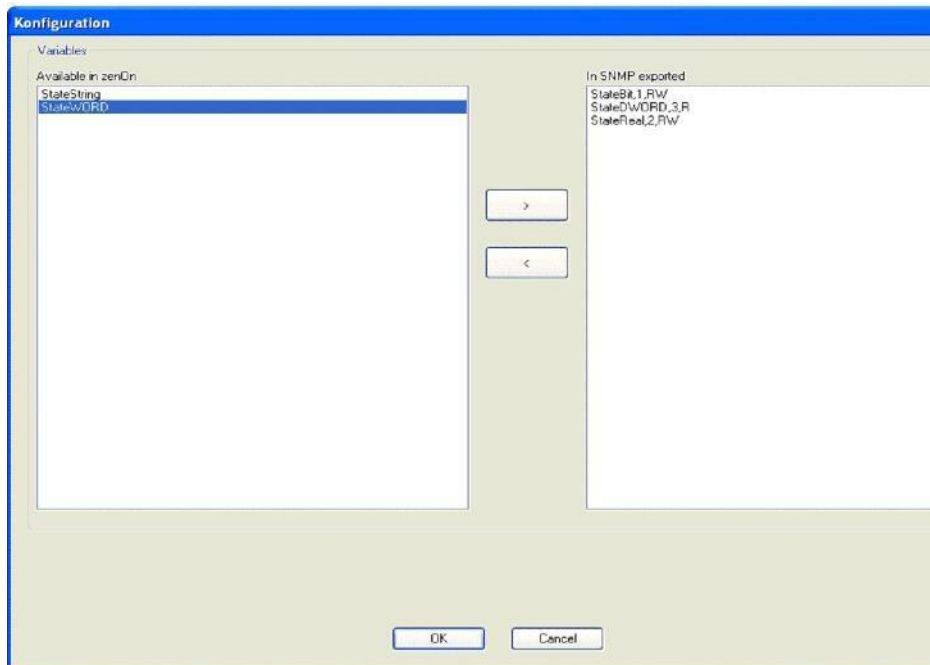 Konfiguration
Variables
Available in zenOn
In SNMP exported
StateString
StateWORD
StateBit,1,RW
StateDWORD,3,R
StateReal,2,RW
>
<
OK
Cancel